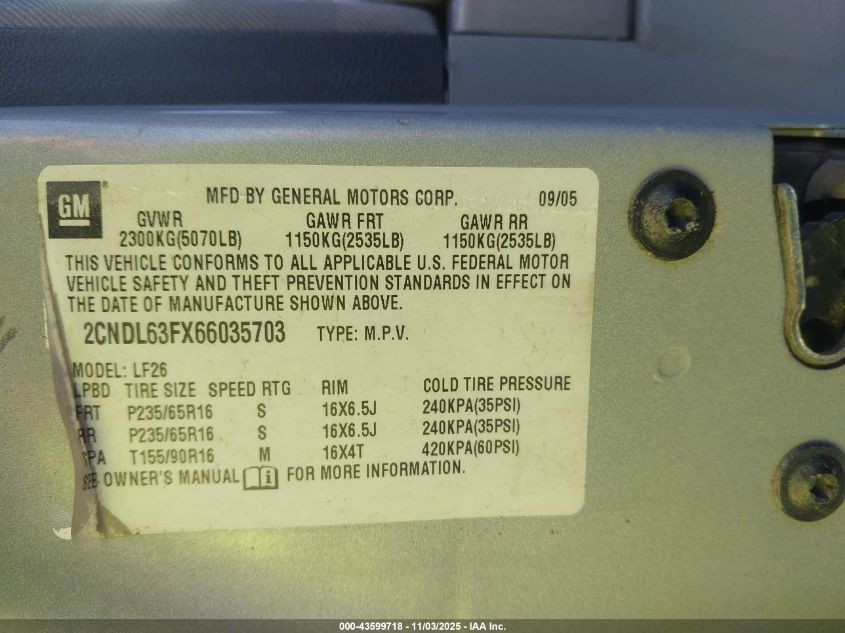 GM
MFD BY GENERAL MOTORS CORP. 09/05
GVWR GAWR FRT GAWR RR
2300KG(5070LB) 1150KG(2535LB) 1150KG(2535LB)
THIS VEHICLE CONFORMS TO ALL APPLICABLE U.S. FEDERAL MOTOR
VEHICLE SAFETY AND THEFT PREVENTION STANDARDS IN EFFECT ON
THE DATE OF MANUFACTURE SHOWN ABOVE.
2CNDL63FX66035703 TYPE: M.P.V.
MODEL: LF26
LPBD TIRE SIZE SPEED RTG RIM COLD TIRE PRESSURE
FRT P235/65R16 S 16X6.5J 240KPA(35PSI)
RR P235/65R16 S 16X6.5J 240KPA(35PSI)
SPA T155/90R16 M 16X4T 420KPA(60PSI)
SEE OWNER'S MANUAL i FOR MORE INFORMATION.
000-43599718 - 11/03/2025 - IAA Inc.